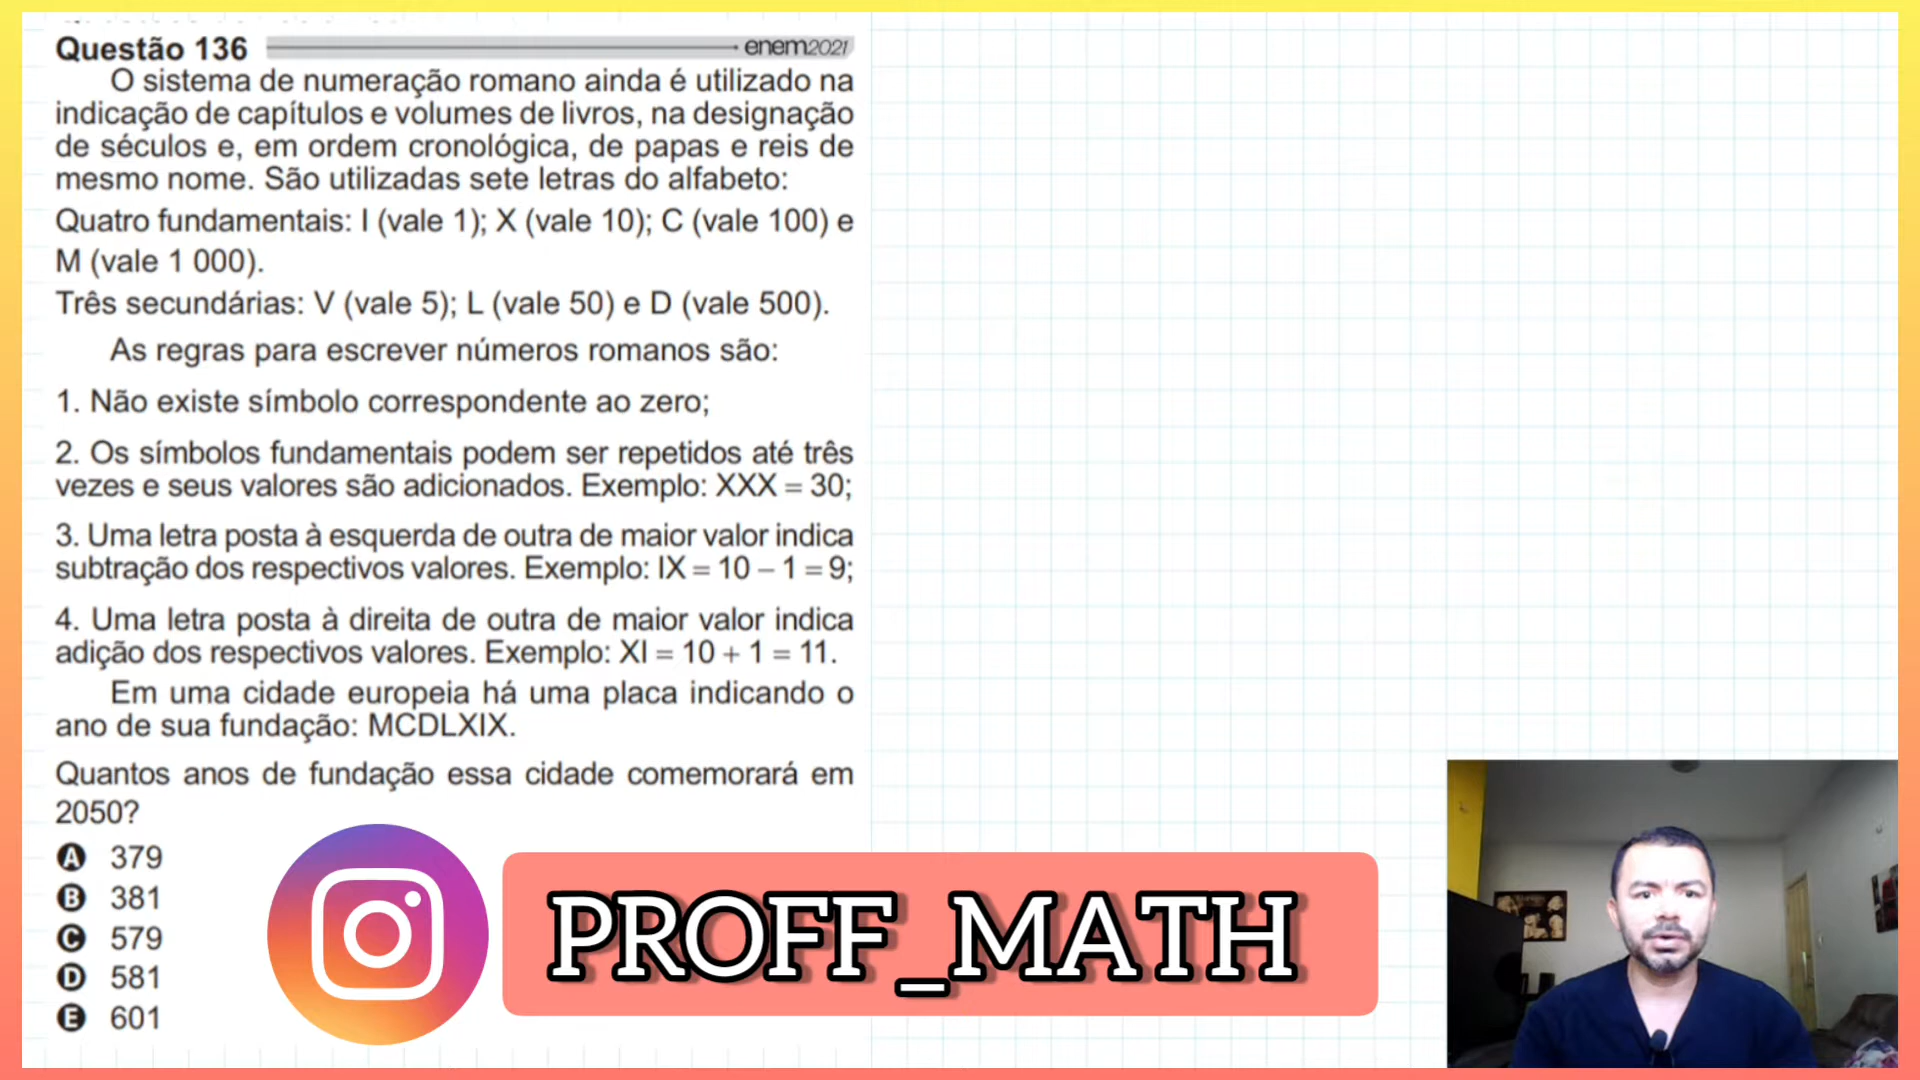 Questão 136
enem2021
O sistema de numeração romano ainda é utilizado na
indicação de capítulos e volumes de livros, na designação
de séculos e, em ordem cronológica, de papas e reis de
mesmo nome. São utilizadas sete letras do alfabeto:
Quatro fundamentais: I (vale 1); X (vale 10); C (vale 100) e
M (vale 1 000).
Três secundárias: V (vale 5); L (vale 50) e D (vale 500).
As regras para escrever números romanos são:
1. Não existe símbolo correspondente ao zero;
2. Os símbolos fundamentais podem ser repetidos até três
vezes e seus valores são adicionados. Exemplo: XXX = 30;
3. Uma letra posta à esquerda de outra de maior valor indica
subtração dos respectivos valores. Exemplo: IX = 10 – 1 = 9;
4. Uma letra posta à direita de outra de maior valor indica
adição dos respectivos valores. Exemplo: XI = 10 + 1 = 11.
Em uma cidade europeia há uma placa indicando o
ano de sua fundação: MCDLXIX.
Quantos anos de fundação essa cidade comemorará em
2050?
A 379
B 381
C 579
D 581
E 601
PROFF_MATH